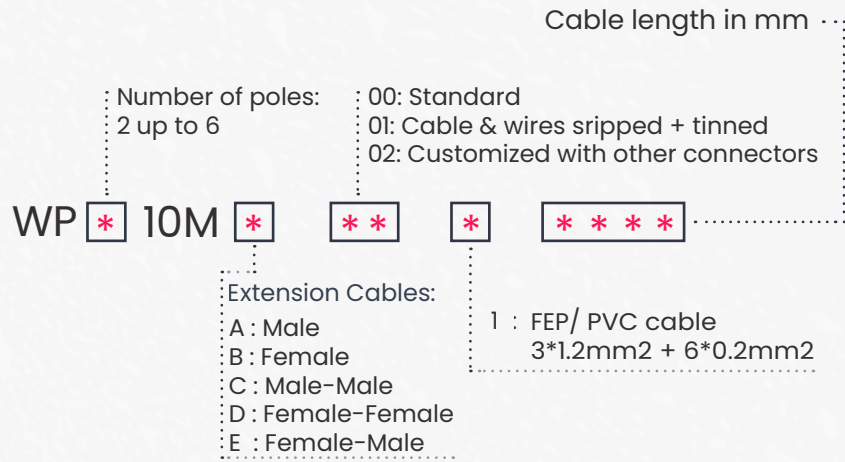 Cable length in mm
Number of poles:
2 up to 6
00: Standard
01: Cable & wires sripped + tinned
02: Customized with other connectors
WP * 10M * ** * * * * *
Extension Cables:
A : Male
B : Female
C : Male-Male
D : Female-Female
E : Female-Male
1 : FEP/ PVC cable
3*1.2mm2 + 6*0.2mm2